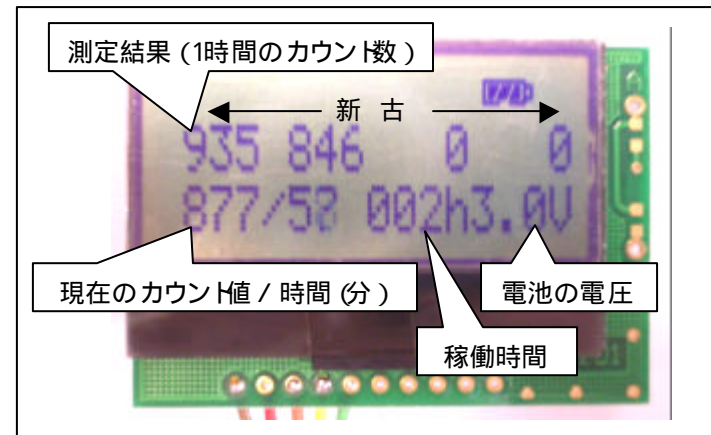 測定結果（1時間のカウント数）
新 古
935 846 0 0
877/58 002h3.0V
現在のカウント値／時間（分）
電池の電圧
稼働時間